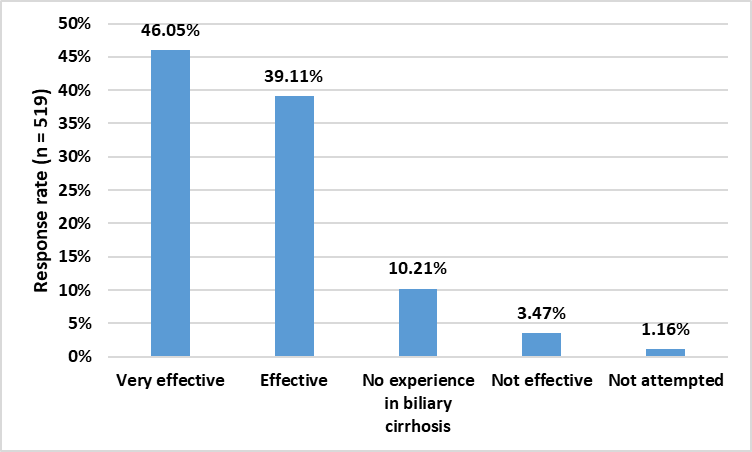 50%
45%
40%
35%
30%
25%
20%
15%
10%
5%
0%
Response rate (n = 519)
46.05%
39.11%
10.21%
3.47%
1.16%
Very effective
Effective
No experience
in biliary
cirrhosis
Not effective
Not attempted